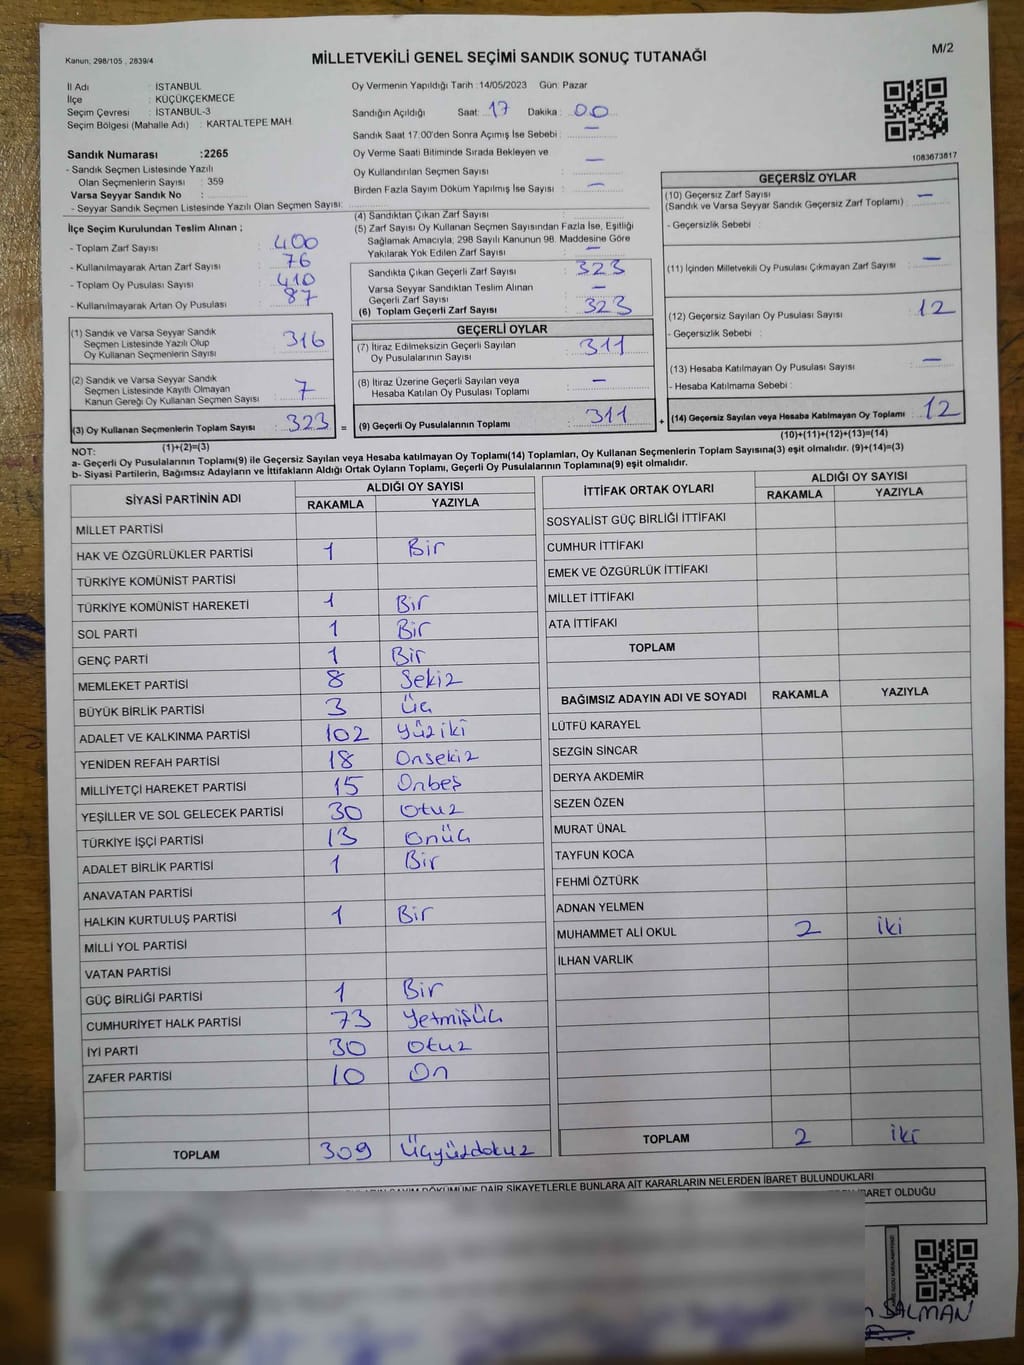 Kanun: 298/105 , 2839/4
MİLLETVEKİLİ GENEL SEÇİMİ SANDIK SONUÇ TUTANAĞI
M/2
İl Adı : İSTANBUL
İlçe : KÜÇÜKÇEKMECE
Seçim Çevresi : İSTANBUL-3
Seçim Bölgesi (Mahalle Adı) : KARTALTEPE MAH.
Sandık Numarası :2265
- Sandık Seçmen Listesinde Yazılı
Olan Seçmenlerin Sayısı : 359
Varsa Seyyar Sandık No :
- Seyyar Sandık Seçmen Listesinde Yazılı Olan Seçmen Sayısı:
Oy Vermenin Yapıldığı Tarih :14/05/2023 Gün: Pazar
Sandığın Açıldığı Saat: 17 Dakika : 00
Sandık Saat 17:00'den Sonra Açımış İse Sebebi : —
Oy Verme Saati Bitiminde Sırada Bekleyen ve
Oy Kullandırılan Seçmen Sayısı : —
Birden Fazla Sayım Döküm Yapılmış İse Sayısı : —
1083673817
İlçe Seçim Kurulundan Teslim Alınan ;
- Toplam Zarf Sayısı : 400
- Kullanılmayarak Artan Zarf Sayısı : 76
- Toplam Oy Pusulası Sayısı : 410
- Kullanılmayarak Artan Oy Pusulası : 87
(1) Sandık ve Varsa Seyyar Sandık
Seçmen Listesinde Yazılı Olup
Oy Kullanan Seçmenlerin Sayısı : 316
(2) Sandık ve Varsa Seyyar Sandık
Seçmen Listesinde Kayıtlı Olmayan
Kanun Gereği Oy Kullanan Seçmen Sayısı : 7
(3) Oy Kullanan Seçmenlerin Toplam Sayısı : 323 =
(1)+(2)=(3)
(4) Sandıktan Çıkan Zarf Sayısı :
(5) Zarf Sayısı Oy Kullanan Seçmen Sayısından Fazla İse, Eşitliği
Sağlamak Amacıyla, 298 Sayılı Kanunun 98. Maddesine Göre
Yakılarak Yok Edilen Zarf Sayısı : —
Sandıkta Çıkan Geçerli Zarf Sayısı : 323
Varsa Seyyar Sandıktan Teslim Alınan
Geçerli Zarf Sayısı : —
(6) Toplam Geçerli Zarf Sayısı : 323
GEÇERLİ OYLAR
(7) İtiraz Edilmeksizin Geçerli Sayılan
Oy Pusulalarının Sayısı : 311
(8) İtiraz Üzerine Geçerli Sayılan veya
Hesaba Katılan Oy Pusulası Toplamı : —
(9) Geçerli Oy Pusulalarının Toplamı : 311 +
GEÇERSİZ OYLAR
(10) Geçersiz Zarf Sayısı
(Sandık ve Varsa Seyyar Sandık Geçersiz Zarf Toplamı) : —
- Geçersizlik Sebebi :
(11) İçinden Milletvekili Oy Pusulası Çıkmayan Zarf Sayısı : —
(12) Geçersiz Sayılan Oy Pusulası Sayısı : 12
- Geçersizlik Sebebi :
(13) Hesaba Katılmayan Oy Pusulası Sayısı : —
- Hesaba Katılmama Sebebi :
(14) Geçersiz Sayılan veya Hesaba Katılmayan Oy Toplamı : 12
(10)+(11)+(12)+(13)=(14)
NOT:
a- Geçerli Oy Pusulalarının Toplamı(9) ile Geçersiz Sayılan veya Hesaba katılmayan Oy Toplamı(14) Toplamları, Oy Kullanan Seçmenlerin Toplam Sayısına(3) eşit olmalıdır. (9)+(14)=(3)
b- Siyasi Partilerin, Bağımsız Adayların ve İttifakların Aldığı Ortak Oyların Toplamı, Geçerli Oy Pusulalarının Toplamına(9) eşit olmalıdır.
SİYASİ PARTİNİN ADI ALDIĞI OY SAYISI
RAKAMLA YAZIYLA
MİLLET PARTİSİ
HAK VE ÖZGÜRLÜKLER PARTİSİ 1 Bir
TÜRKİYE KOMÜNİST PARTİSİ
TÜRKİYE KOMÜNİST HAREKETİ 1 Bir
SOL PARTİ 1 Bir
GENÇ PARTİ 1 Bir
MEMLEKET PARTİSİ 8 Sekiz
BÜYÜK BİRLİK PARTİSİ 3 Üç
ADALET VE KALKINMA PARTİSİ 102 Yüziki
YENİDEN REFAH PARTİSİ 18 Onsekiz
MİLLİYETÇİ HAREKET PARTİSİ 15 Onbeş
YEŞİLLER VE SOL GELECEK PARTİSİ 30 Otuz
TÜRKİYE İŞÇİ PARTİSİ 13 Onüç
ADALET BİRLİK PARTİSİ 1 Bir
ANAVATAN PARTİSİ
HALKIN KURTULUŞ PARTİSİ 1 Bir
MİLLİ YOL PARTİSİ
VATAN PARTİSİ
GÜÇ BİRLİĞİ PARTİSİ 1 Bir
CUMHURİYET HALK PARTİSİ 73 Yetmişüç
İYİ PARTİ 30 Otuz
ZAFER PARTİSİ 10 On
TOPLAM 309 Üçyüzdokuz
İTTİFAK ORTAK OYLARI ALDIĞI OY SAYISI
RAKAMLA YAZIYLA
SOSYALİST GÜÇ BİRLİĞİ İTTİFAKI
CUMHUR İTTİFAKI
EMEK VE ÖZGÜRLÜK İTTİFAKI
MİLLET İTTİFAKI
ATA İTTİFAKI
TOPLAM
BAĞIMSIZ ADAYIN ADI VE SOYADI RAKAMLA YAZIYLA
LÜTFÜ KARAYEL
SEZGİN SİNCAR
DERYA AKDEMİR
SEZEN ÖZEN
MURAT ÜNAL
TAYFUN KOCA
FEHMİ ÖZTÜRK
ADNAN YELMEN
MUHAMMET ALİ OKUL 2 İki
İLHAN VARLIK
TOPLAM 2 İki
DÖKÜMÜNE DAİR ŞİKAYETLERLE BUNLARA AİT KARARLARIN NELERDEN İBARET BULUNDUKLARI
İBARET OLDUĞU
SALMAN